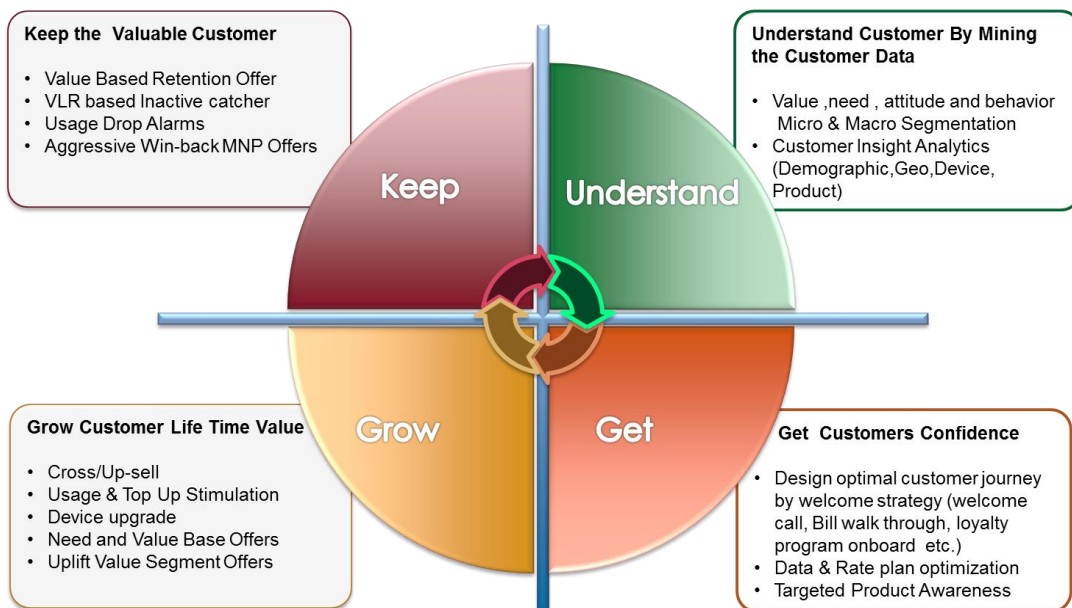 Keep the Valuable Customer
• Value Based Retention Offer
• VLR based Inactive catcher
• Usage Drop Alarms
• Aggressive Win-back MNP Offers
Understand Customer By Mining
the Customer Data
• Value ,need , attitude and behavior
Micro & Macro Segmentation
• Customer Insight Analytics
(Demographic,Geo,Device,
Product)
Keep
Understand
Grow
Get
Grow Customer Life Time Value
• Cross/Up-sell
• Usage & Top Up Stimulation
• Device upgrade
• Need and Value Base Offers
• Uplift Value Segment Offers
Get Customers Confidence
• Design optimal customer journey
by welcome strategy (welcome
call, Bill walk through, loyalty
program onboard etc.)
• Data & Rate plan optimization
• Targeted Product Awareness